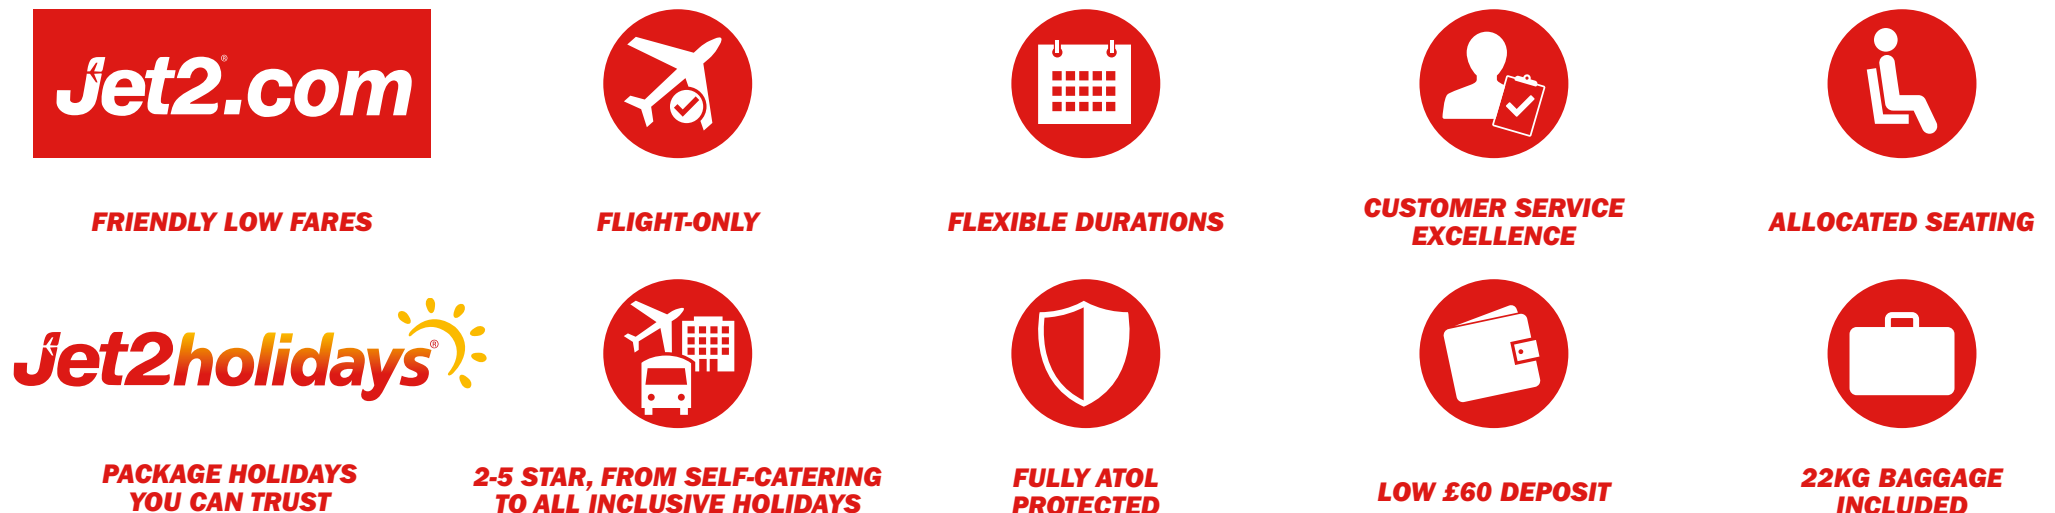 Jet2®.com
FRIENDLY LOW FARES
FLIGHT-ONLY
FLEXIBLE DURATIONS
CUSTOMER SERVICE
EXCELLENCE
ALLOCATED SEATING
Jet2holidays®
PACKAGE HOLIDAYS
YOU CAN TRUST
2-5 STAR, FROM SELF-CATERING
TO ALL INCLUSIVE HOLIDAYS
FULLY ATOL
PROTECTED
LOW £60 DEPOSIT
22KG BAGGAGE
INCLUDED